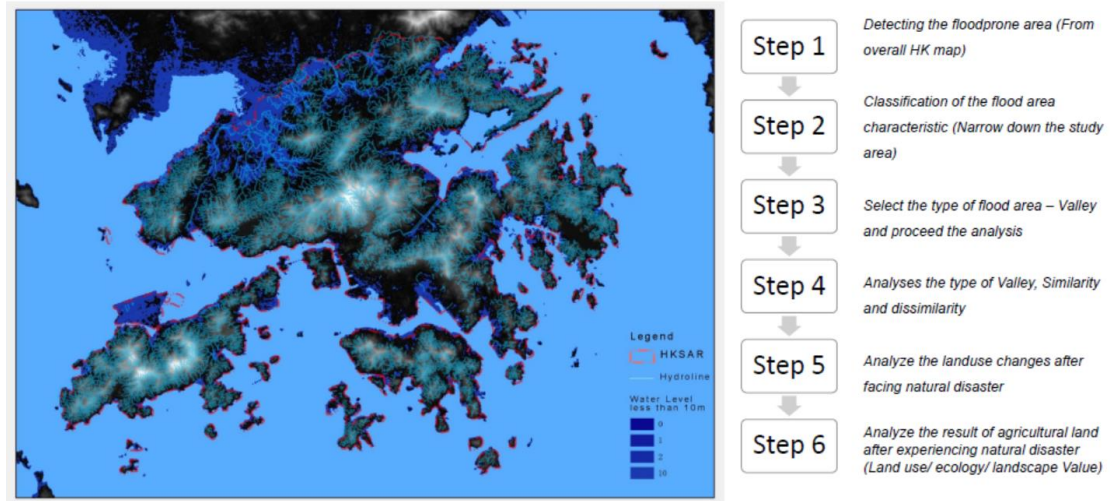 Legend
HKSAR
Hydroline
Water Level
less than 10m
0
1
2
10
Step 1
Detecting the floodprone area (From
overall HK map)
Step 2
Classification of the flood area
characteristic (Narrow down the study
area)
Step 3
Select the type of flood area – Valley
and proceed the analysis
Step 4
Analyses the type of Valley, Similarity
and dissimilarity
Step 5
Analyze the landuse changes after
facing natural disaster
Step 6
Analyze the result of agricultural land
after experiencing natural disaster
(Land use/ ecology/ landscape Value)